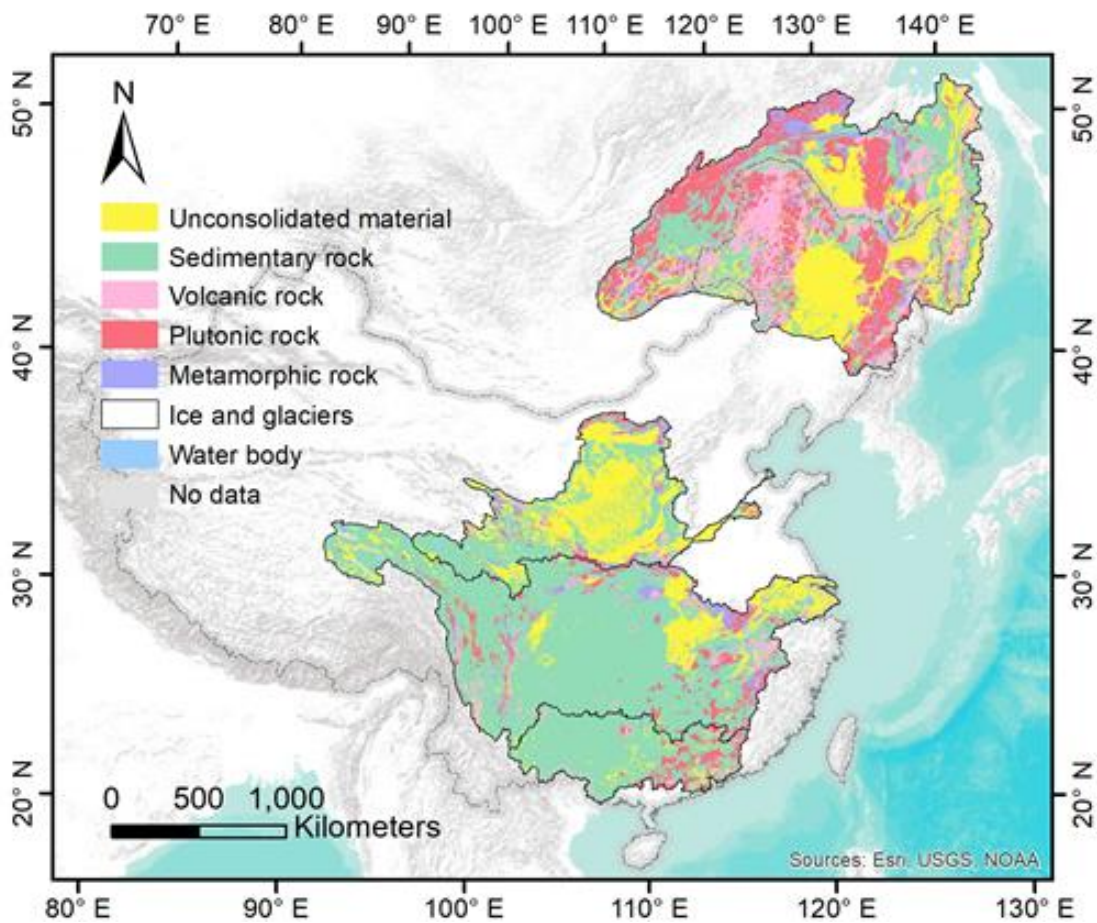 70° E 80° E 90° E 100° E 110° E 120° E 130° E 140° E
50° N
50° N
N
Unconsolidated material
Sedimentary rock
Volcanic rock
Plutonic rock
Metamorphic rock
Ice and glaciers
Water body
No data
40° N
40° N
30° N
30° N
20° N
20° N
0 500 1,000
Kilometers
Sources: Esri, USGS, NOAA
80° E 90° E 100° E 110° E 120° E 130° E